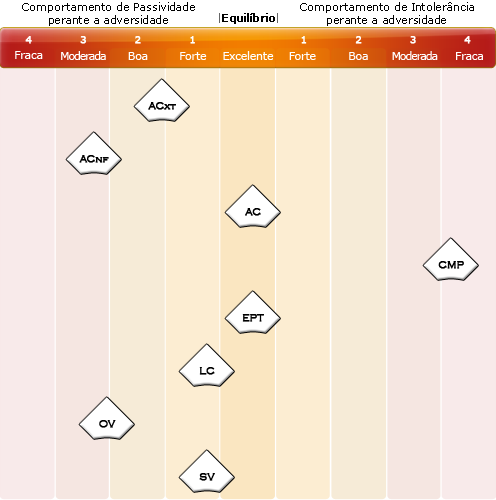 Comportamento de Passividade
perante a adversidade
|Equilíbrio|
Comportamento de Intolerância
perante a adversidade
4 3 2 1 1 2 3 4
Fraca Moderada Boa Forte Excelente Forte Boa Moderada Fraca
ACXT
ACNF
AC
CMP
EPT
LC
OV
SV